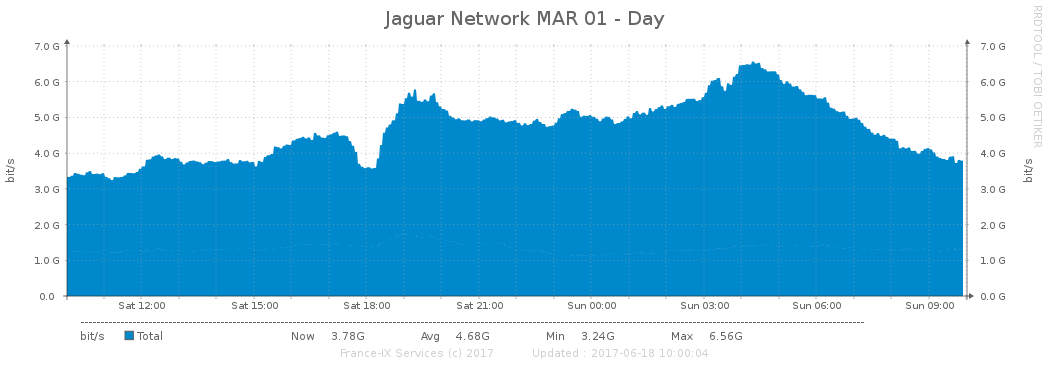 Jaguar Network MAR 01 - Day
RRDTOOL / TOBI OETIKER
7.0 G 7.0 G
6.0 G 6.0 G
5.0 G 5.0 G
4.0 G 4.0 G
3.0 G 3.0 G
2.0 G 2.0 G
1.0 G 1.0 G
0.0 0.0 G
bit/s
bit/s
Sat 12:00 Sat 15:00 Sat 18:00 Sat 21:00 Sun 00:00 Sun 03:00 Sun 06:00 Sun 09:00
bit/s Total Now 3.78G Avg 4.68G Min 3.24G Max 6.56G
France-IX Services (c) 2017 Updated : 2017-06-18 10:00:04